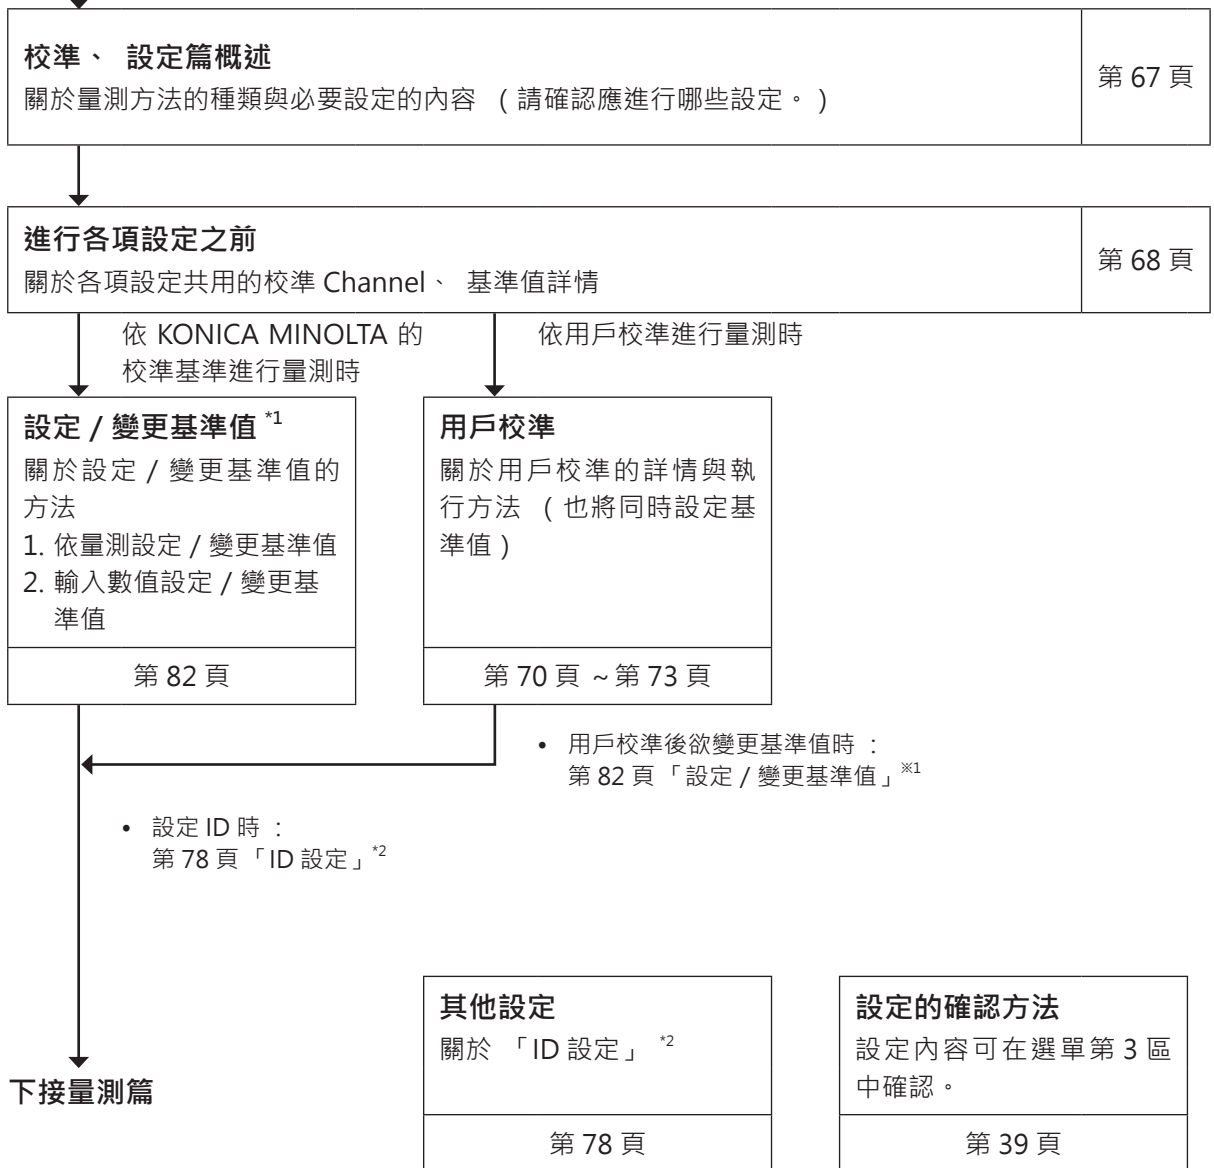 校準、 設定篇概述
關於量測方法的種類與必要設定的內容 （請確認應進行哪些設定。）
第 67 頁
進行各項設定之前
關於各項設定共用的校準 Channel、 基準值詳情
第 68 頁
依 KONICA MINOLTA 的
校準基準進行量測時
依用戶校準進行量測時
設定 / 變更基準值 *1
關於設定 / 變更基準值的
方法
1. 依量測設定 / 變更基準值
2. 輸入數值設定 / 變更基
準值
第 82 頁
用戶校準
關於用戶校準的詳情與執
行方法 （也將同時設定基
準值）
第 70 頁 ~ 第 73 頁
• 用戶校準後欲變更基準值時 ：
第 82 頁 「設定 / 變更基準值」※1
• 設定 ID 時 ：
第 78 頁 「ID 設定」*2
下接量測篇
其他設定
關於 「ID 設定」 *2
第 78 頁
設定的確認方法
設定內容可在選單第 3 區
中確認。
第 39 頁